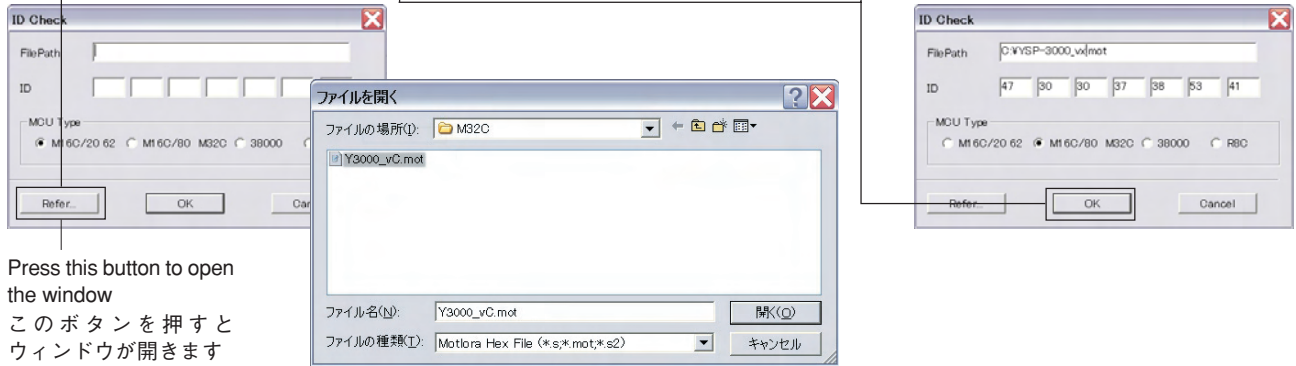 ID Check
FilePath
ID
MCU Type
M16C/20 62 M16C/80 M32C 38000
Refer... OK
Press this button to open
the window
このボタンを押すと
ウィンドウが開きます
ファイルを開く
ファイルの場所(I): M32C
Y3000_vC.mot
ファイル名(N): Y3000_vC.mot 開く(O)
ファイルの種類(T): Motlora Hex File (*.s;*.mot;*.s2) キャンセル
ID Check
FilePath C:¥YSP-3000_vx.mot
ID 47 30 30 37 38 53 41
MCU Type
M16C/20 62 M16C/80 M32C 38000 R8C
Refer... OK Cancel